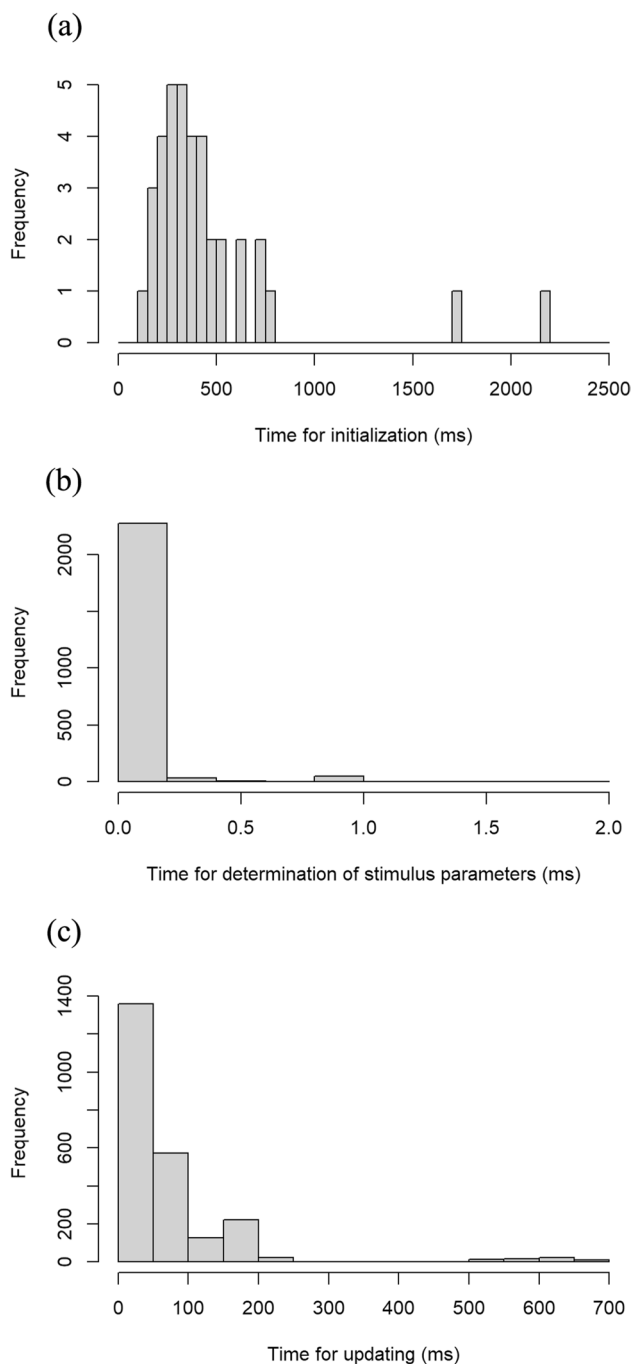 (a)
Frequency
5
4
3
2
1
0
0 500 1000 1500 2000 2500
Time for initialization (ms)
(b)
Frequency
2000
1000
500
0
0.0 0.5 1.0 1.5 2.0
Time for determination of stimulus parameters (ms)
(c)
Frequency
1400
1000
600
200
0
0 100 200 300 400 500 600 700
Time for updating (ms)